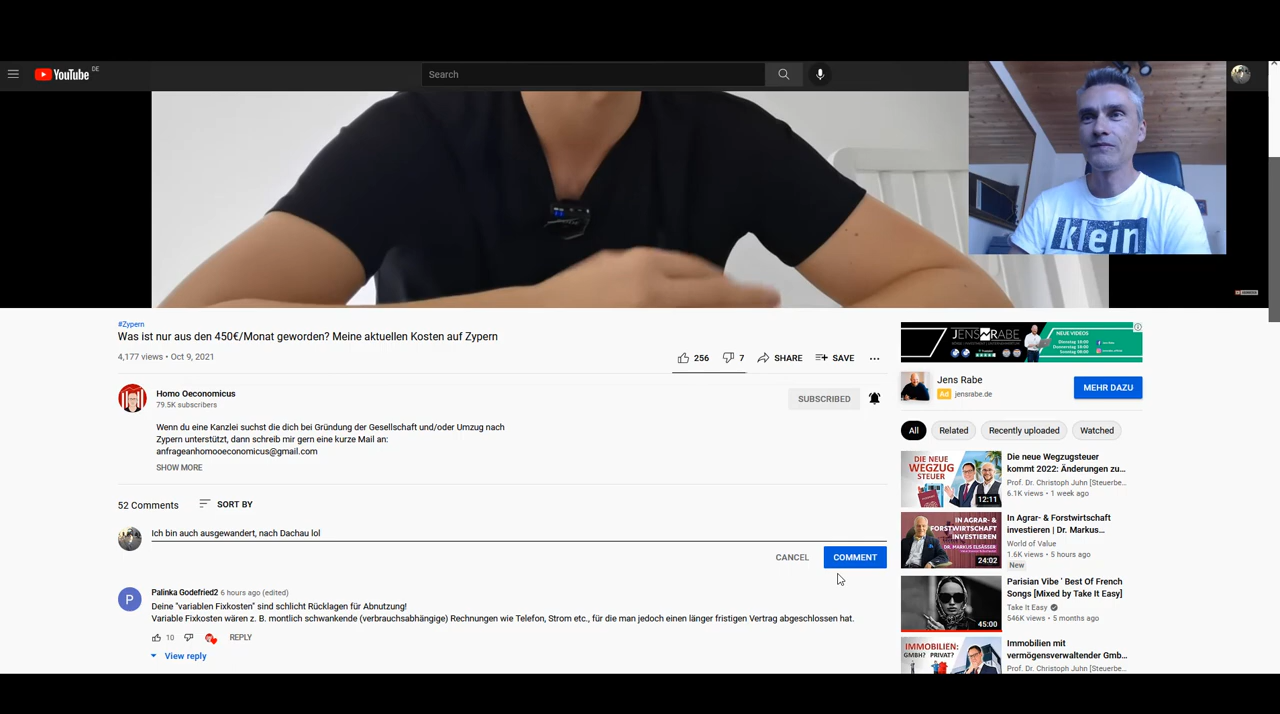 YouTube DE
Search
klein
#Zypern
Was ist nur aus den 450€/Monat geworden? Meine aktuellen Kosten auf Zypern
4,177 views • Oct 9, 2021
256
7
SHARE
SAVE
Homo Oeconomicus
79.5K subscribers
SUBSCRIBED
Wenn du eine Kanzlei suchst die dich bei Gründung der Gesellschaft und/oder Umzug nach
Zypern unterstützt, dann schreib mir gern eine kurze Mail an:
anfrageanhomooeconomicus@gmail.com
SHOW MORE
52 Comments
SORT BY
Ich bin auch ausgewandert, nach Dachau lol
CANCEL
COMMENT
P
Palinka Godefried2 6 hours ago (edited)
Deine "variablen Fixkosten" sind schlicht Rücklagen für Abnutzung!
Variable Fixkosten wären z. B. montlich schwankende (verbrauchsabhängige) Rechnungen wie Telefon, Strom etc., für die man jedoch einen länger fristigen Vertrag abgeschlossen hat.
10
REPLY
View reply
JENS RABE
NEUE VIDEOS
Jens Rabe
Ad jensrabe.de
MEHR DAZU
All
Related
Recently uploaded
Watched
DIE NEUE
WEGZUG
STEUER
12:11
Die neue Wegzugsteuer
kommt 2022: Änderungen zu...
Prof. Dr. Christoph Juhn [Steuerbe...
6.1K views • 1 week ago
IN AGRAR- &
FORSTWIRTSCHAFT
INVESTIEREN
DR. MARKUS
ELSÄSSER
24:02
In Agrar- & Forstwirtschaft
investieren | Dr. Markus...
World of Value
1.6K views • 5 hours ago
New
45:00
Parisian Vibe ' Best Of French
Songs [Mixed by Take It Easy]
Take It Easy
546K views • 5 months ago
IMMOBILIEN:
GMBH? PRIVAT?
Immobilien mit
vermögensverwaltender Gmb...
Prof. Dr. Christoph Juhn [Steuerbe...